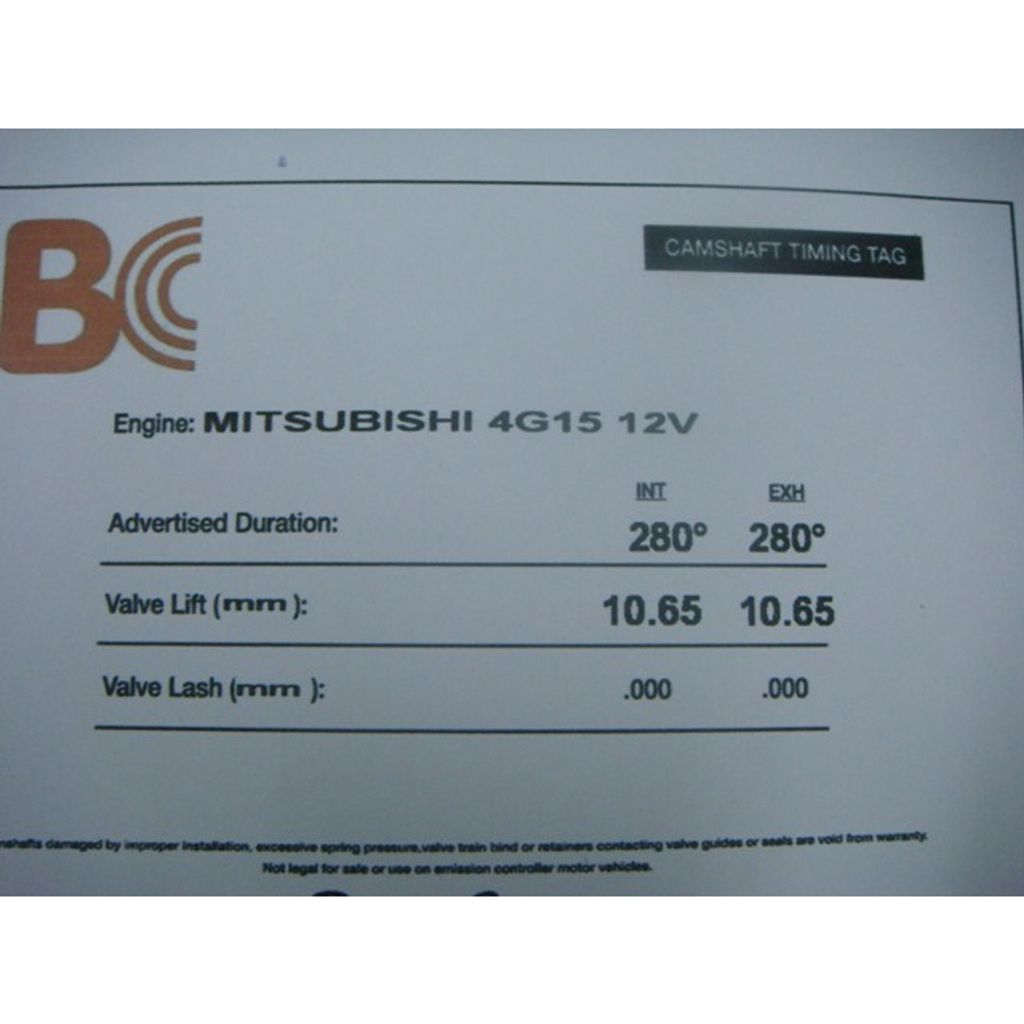 BC
CAMSHAFT TIMING TAG
Engine: MITSUBISHI 4G15 12V
INT EXH
Advertised Duration: 280° 280°
Valve Lift (mm ): 10.65 10.65
Valve Lash (mm ): .000 .000
damaged by improper installation, excessive spring pressure,valve train bind or retainers contacting valve guides or seals are void from warranty.
Not legal for sale or use on emission controller motor vehicles.